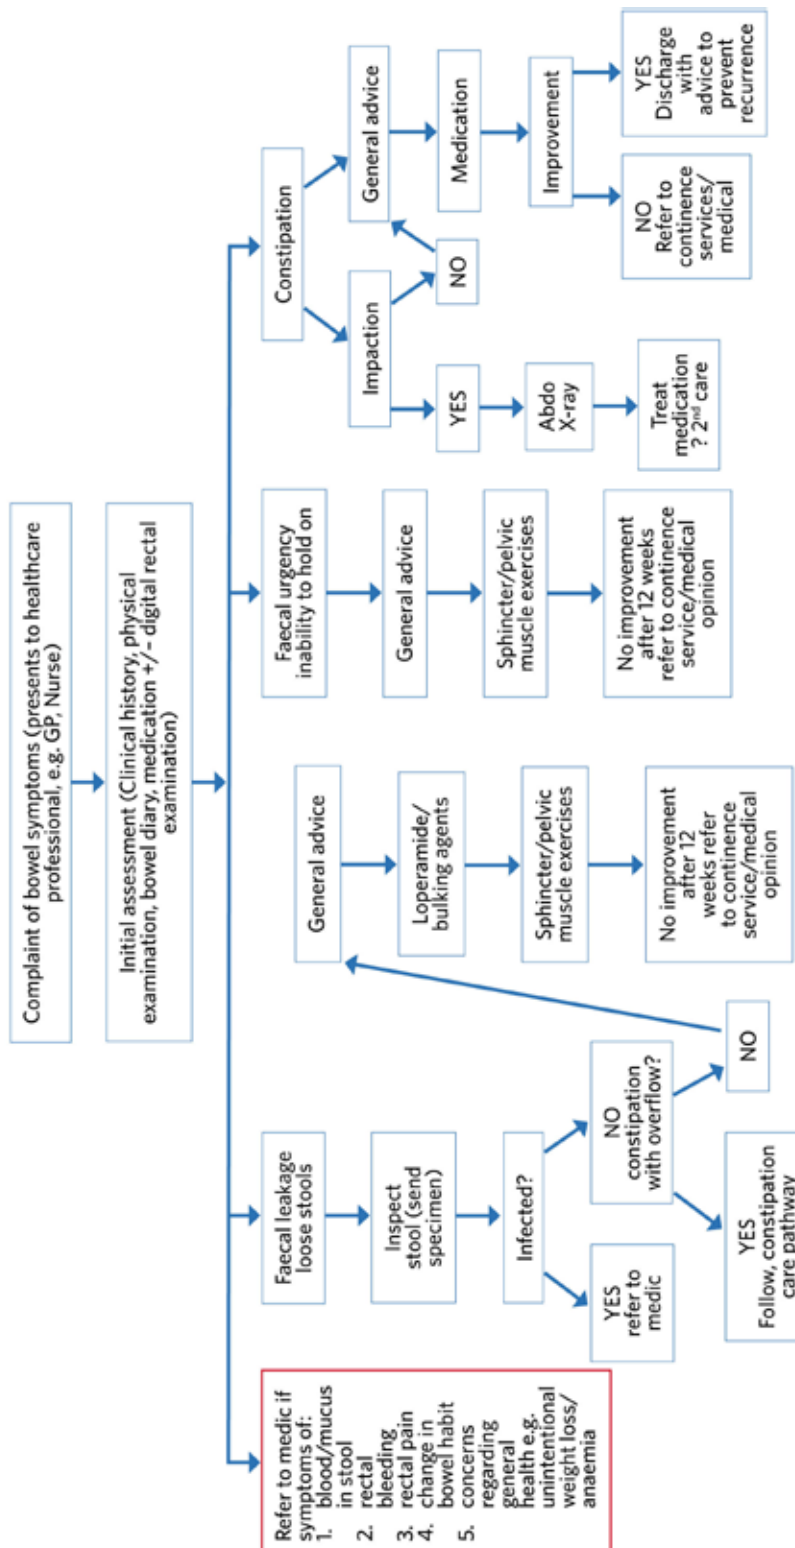 Complaint of bowel symptoms (presents to healthcare
professional, e.g. GP, Nurse)
Initial assessment (Clinical history, physical
examination, bowel diary, medication +/– digital rectal
examination)
Refer to medic if
symptoms of:
1. blood/mucus
in stool
2. rectal
bleeding
3. rectal pain
4. change in
bowel habit
5. concerns
regarding
general
health e.g.
unintentional
weight loss/
anaemia
Faecal leakage
loose stools
Inspect
stool (send
specimen)
Infected?
YES
refer to
medic
NO
constipation
with overflow?
YES
Follow, constipation
care pathway
NO
General advice
Loperamide/
bulking agents
Sphincter/pelvic
muscle exercises
No improvement
after 12
weeks refer
to continence
service/medical
opinion
Faecal urgency
inability to hold on
General advice
Sphincter/pelvic
muscle exercises
No improvement
after 12 weeks
refer to continence
service/medical
opinion
Constipation
Impaction
YES
Abdo
X-ray
Treat
medication
? 2nd care
NO
General advice
Medication
Improvement
NO
Refer to
continence
services/
medical
YES
Discharge
with
advice to
prevent
recurrence